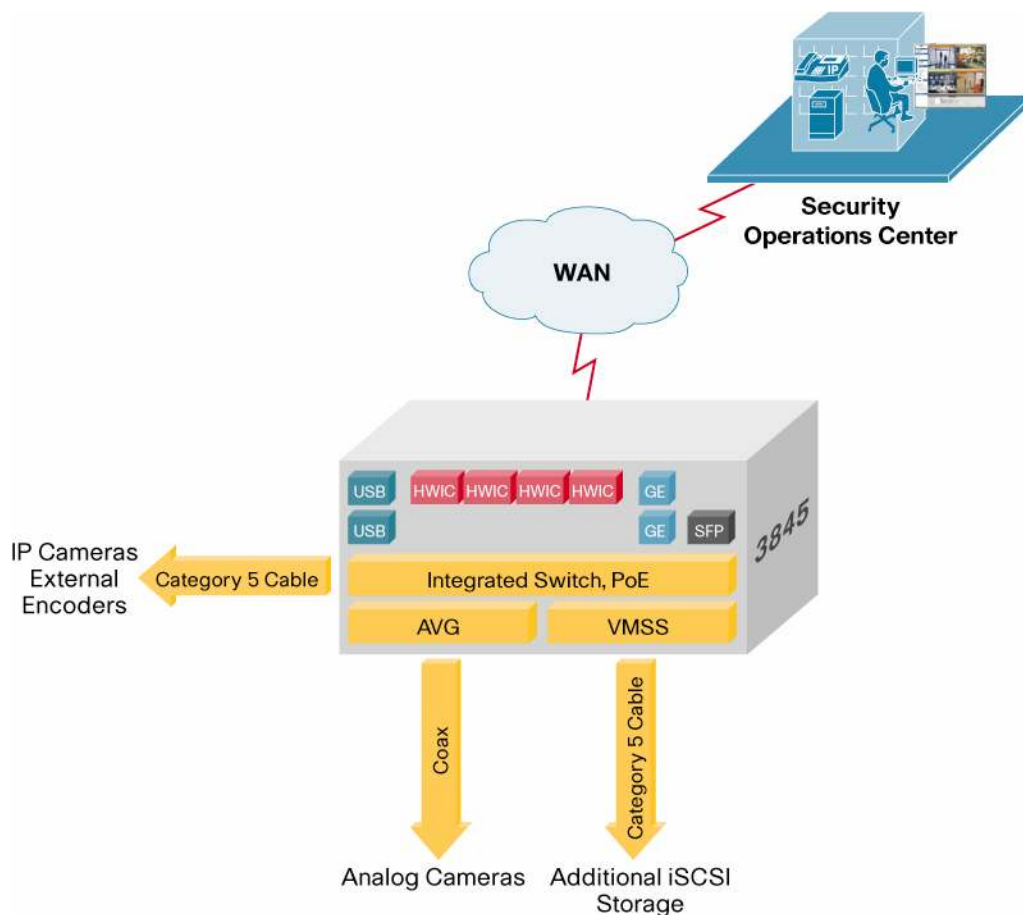 IP
Security
Operations Center
WAN
USB
HWIC
HWIC
HWIC
HWIC
GE
USB
GE
SFP
3845
IP Cameras
External
Encoders
Category 5 Cable
Integrated Switch, PoE
AVG
VMSS
Coax
Category 5 Cable
Analog Cameras
Additional iSCSI
Storage